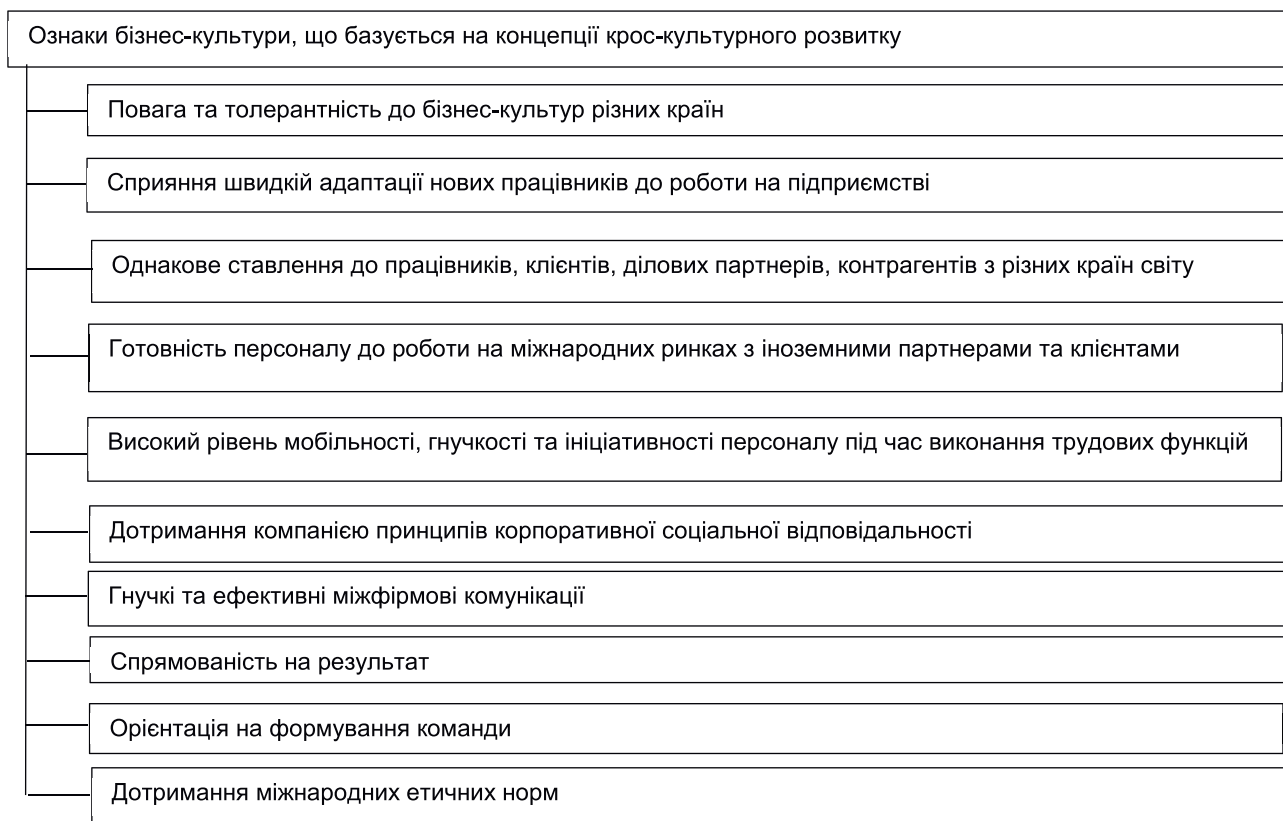 Ознаки бізнес-культури, що базується на концепції крос-культурного розвитку
Повага та толерантність до бізнес-культур різних країн
Сприяння швидкій адаптації нових працівників до роботи на підприємстві
Однакове ставлення до працівників, клієнтів, ділових партнерів, контрагентів з різних країн світу
Готовність персоналу до роботи на міжнародних ринках з іноземними партнерами та клієнтами
Високий рівень мобільності, гнучкості та ініціативності персоналу під час виконання трудових функцій
Дотримання компанією принципів корпоративної соціальної відповідальності
Гнучкі та ефективні міжфірмові комунікації
Спрямованість на результат
Орієнтація на формування команди
Дотримання міжнародних етичних норм